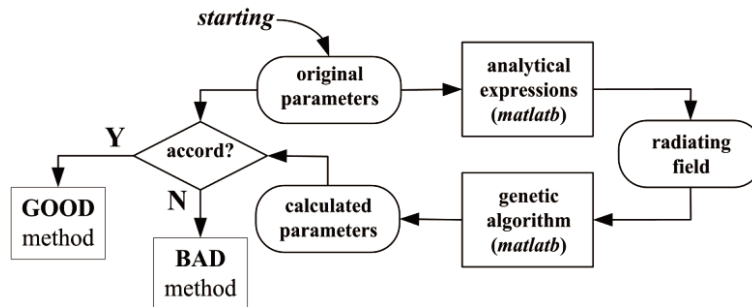 starting
original
parameters
analytical
expressions
(matlatb)
radiating
field
genetic
algorithm
(matlatb)
calculated
parameters
accord?
Y
N
GOOD
method
BAD
method